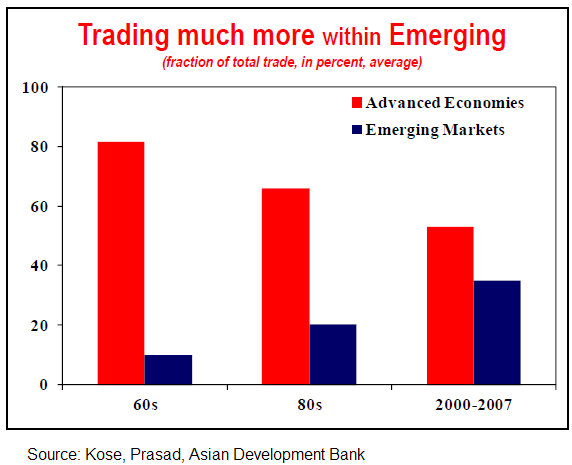 Trading much more within Emerging
(fraction of total trade, in percent, average)
100
Advanced Economies
Emerging Markets
80
60
40
20
0
60s 80s 2000-2007
Source: Kose, Prasad, Asian Development Bank